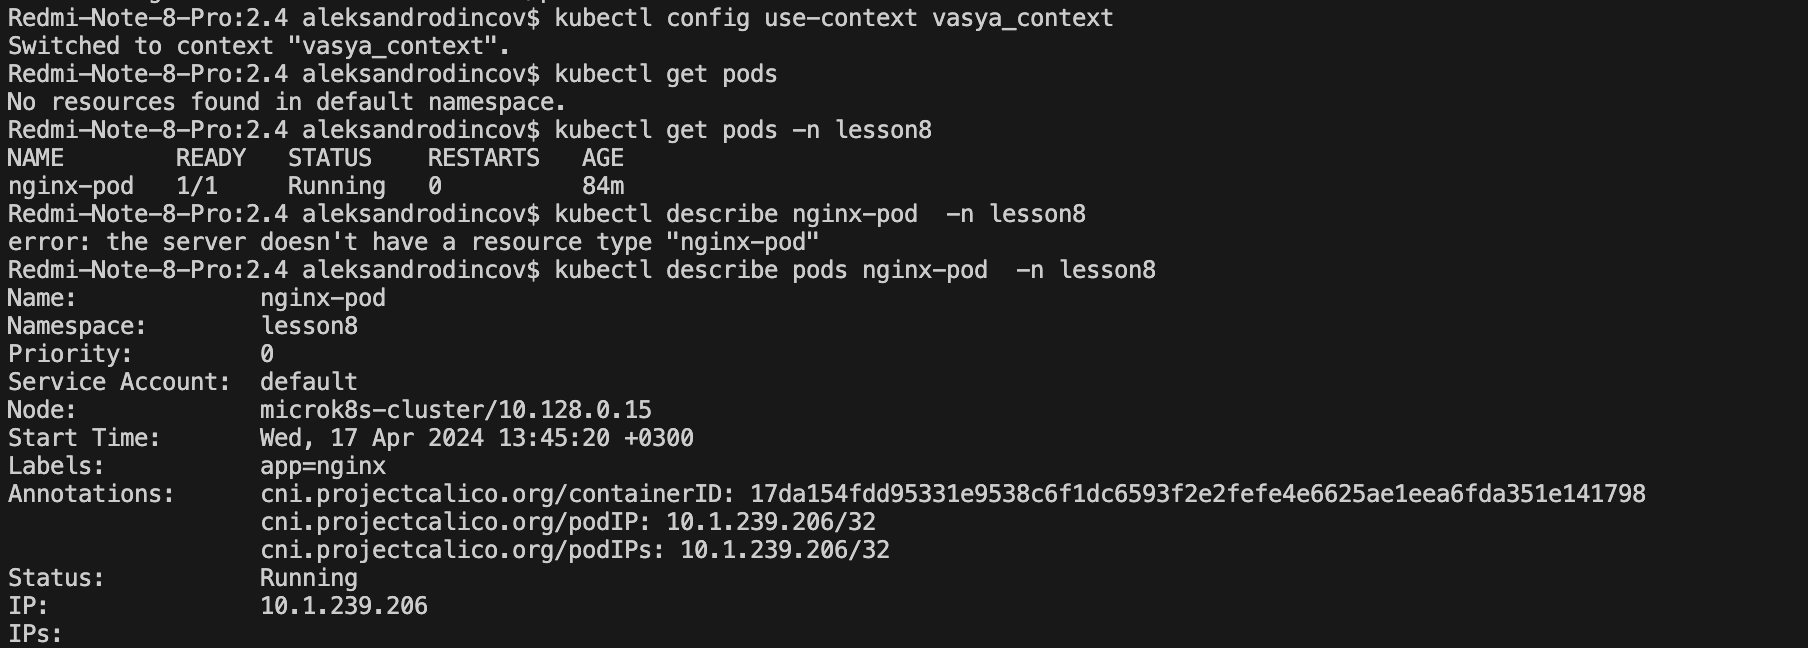 Redmi-Note-8-Pro:2.4 aleksandrodincov$ kubectl config use-context vasya_context
Switched to context "vasya_context".
Redmi-Note-8-Pro:2.4 aleksandrodincov$ kubectl get pods
No resources found in default namespace.
Redmi-Note-8-Pro:2.4 aleksandrodincov$ kubectl get pods -n lesson8
NAME        READY   STATUS    RESTARTS   AGE
nginx-pod   1/1     Running   0          84m
Redmi-Note-8-Pro:2.4 aleksandrodincov$ kubectl describe nginx-pod  -n lesson8
error: the server doesn't have a resource type "nginx-pod"
Redmi-Note-8-Pro:2.4 aleksandrodincov$ kubectl describe pods nginx-pod  -n lesson8
Name:             nginx-pod
Namespace:        lesson8
Priority:         0
Service Account:  default
Node:             microk8s-cluster/10.128.0.15
Start Time:       Wed, 17 Apr 2024 13:45:20 +0300
Labels:           app=nginx
Annotations:      cni.projectcalico.org/containerID: 17da154fdd95331e9538c6f1dc6593f2e2fefe4e6625ae1eea6fda351e141798
                  cni.projectcalico.org/podIP: 10.1.239.206/32
                  cni.projectcalico.org/podIPs: 10.1.239.206/32
Status:           Running
IP:               10.1.239.206
IPs: